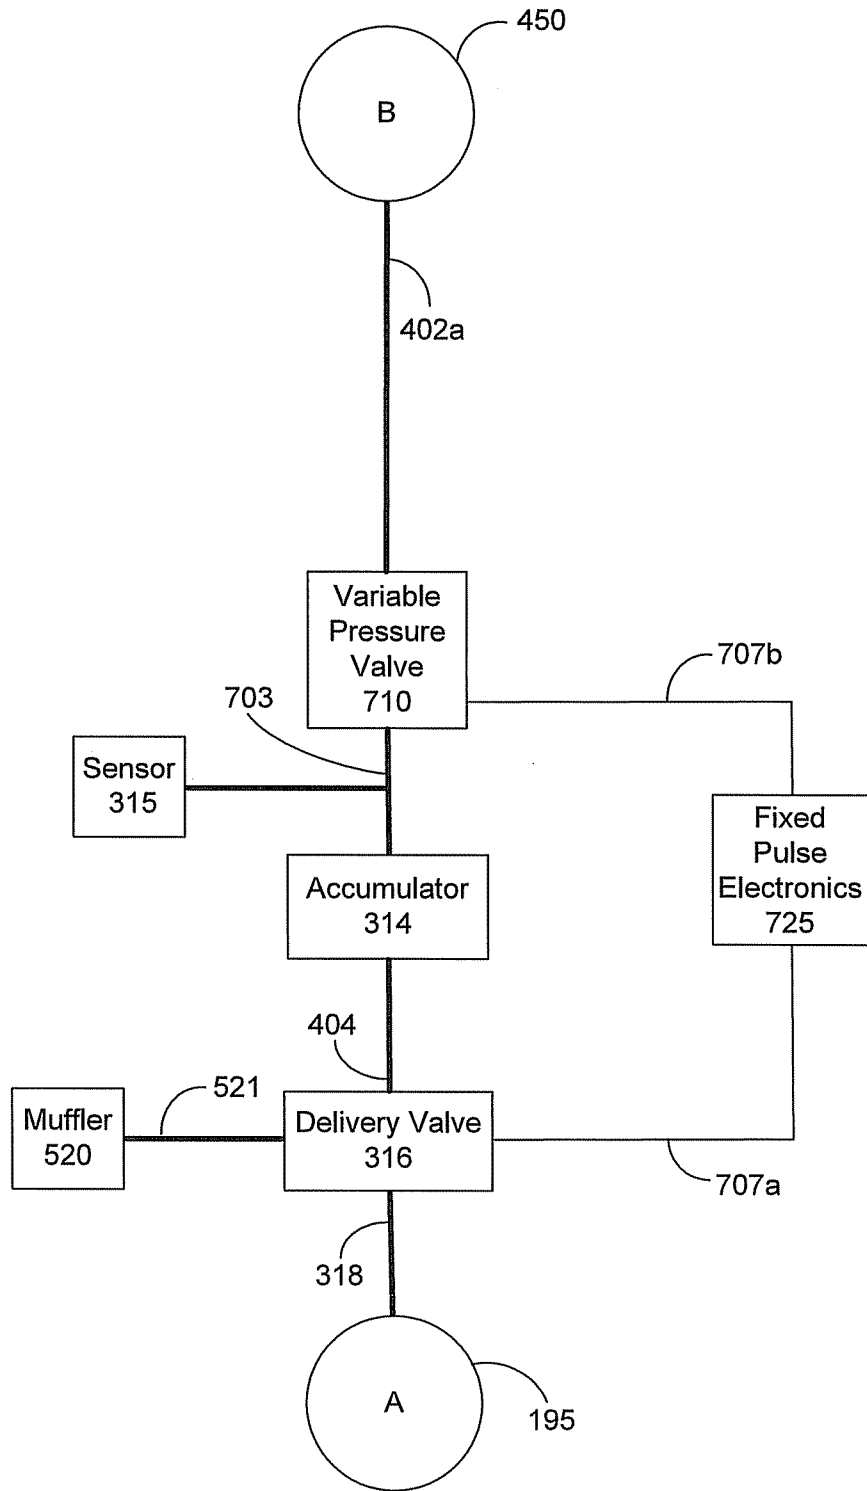 450
B
402a
Variable
Pressure
Valve
710
707b
703
Sensor
315
Fixed
Pulse
Electronics
725
Accumulator
314
404
521
Muffler
520
Delivery Valve
316
707a
318
A
195